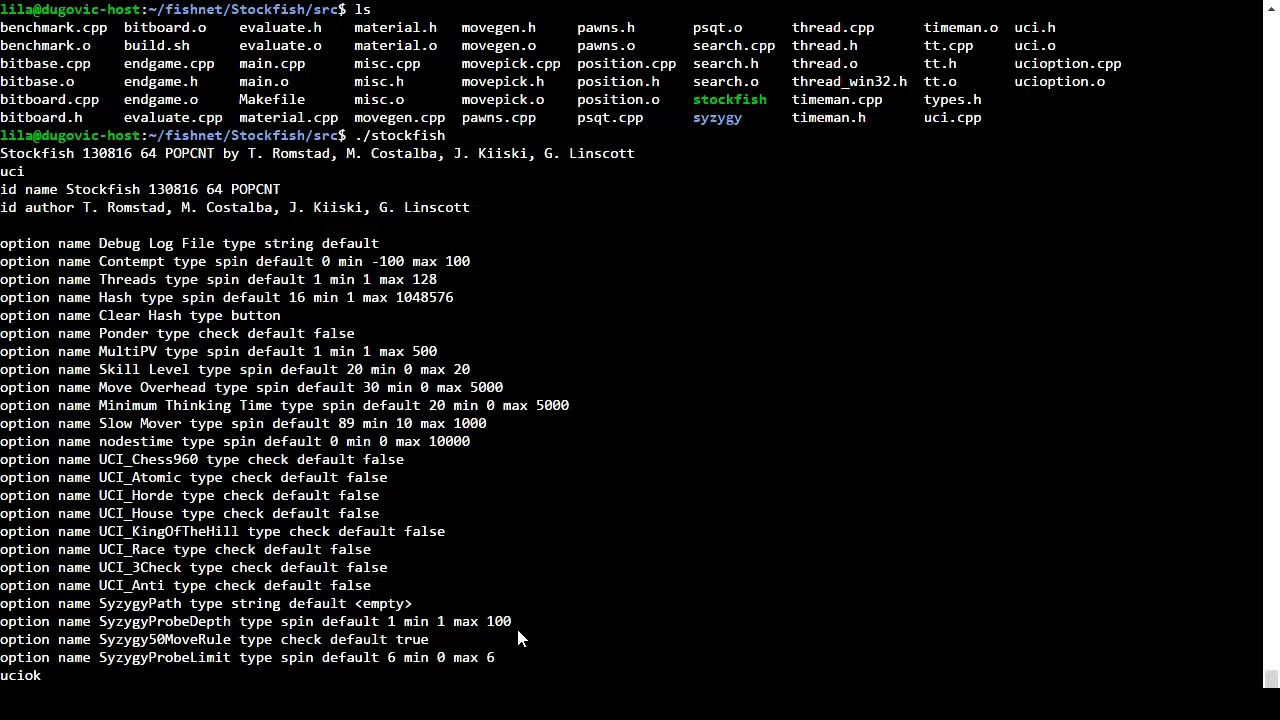 lila@dugovic-host:~/fishnet/Stockfish/src$ ls
benchmark.cpp  bitboard.o  evaluate.h  material.h  movegen.h  pawns.h  psqt.o  thread.cpp  timeman.o  uci.h
benchmark.o  build.sh  evaluate.o  material.o  movegen.o  pawns.o  search.cpp  thread.h  tt.cpp  uci.o
bitbase.cpp  endgame.cpp  main.cpp  misc.cpp  movepick.cpp  position.cpp  search.h  thread.o  tt.h  ucioption.cpp
bitbase.o  endgame.h  main.o  misc.h  movepick.h  position.h  search.o  thread_win32.h  tt.o  ucioption.o
bitboard.cpp  endgame.o  Makefile  misc.o  movepick.o  position.o  stockfish  timeman.cpp  types.h
bitboard.h  evaluate.cpp  material.cpp  movegen.cpp  pawns.cpp  psqt.cpp  syzygy  timeman.h  uci.cpp
lila@dugovic-host:~/fishnet/Stockfish/src$ ./stockfish
Stockfish 130816 64 POPCNT by T. Romstad, M. Costalba, J. Kiiski, G. Linscott
uci
id name Stockfish 130816 64 POPCNT
id author T. Romstad, M. Costalba, J. Kiiski, G. Linscott
option name Debug Log File type string default
option name Contempt type spin default 0 min -100 max 100
option name Threads type spin default 1 min 1 max 128
option name Hash type spin default 16 min 1 max 1048576
option name Clear Hash type button
option name Ponder type check default false
option name MultiPV type spin default 1 min 1 max 500
option name Skill Level type spin default 20 min 0 max 20
option name Move Overhead type spin default 30 min 0 max 5000
option name Minimum Thinking Time type spin default 20 min 0 max 5000
option name Slow Mover type spin default 89 min 10 max 1000
option name nodestime type spin default 0 min 0 max 10000
option name UCI_Chess960 type check default false
option name UCI_Atomic type check default false
option name UCI_Horde type check default false
option name UCI_House type check default false
option name UCI_KingOfTheHill type check default false
option name UCI_Race type check default false
option name UCI_3Check type check default false
option name UCI_Anti type check default false
option name SyzygyPath type string default <empty>
option name SyzygyProbeDepth type spin default 1 min 1 max 100
option name Syzygy50MoveRule type check default true
option name SyzygyProbeLimit type spin default 6 min 0 max 6
uciok